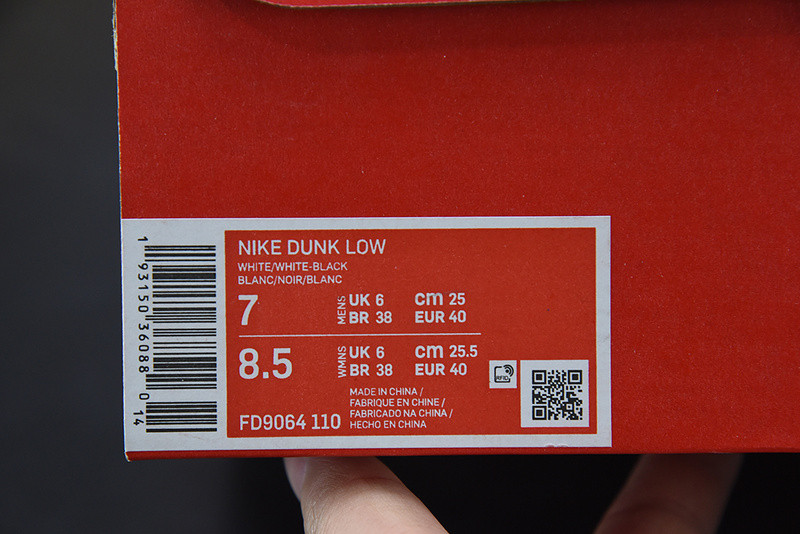 NIKE DUNK LOW
WHITE/WHITE-BLACK
BLANC/NOIR/BLANC
7 MENS UK 6 cm 25
BR 38 EUR 40
8.5 WMNS UK 6 cm 25.5
BR 38 EUR 40
MADE IN CHINA /
FABRIQUE EN CHINE /
FABRICADO NA CHINA /
HECHO EN CHINA
FD9064 110
RFID
1 93150 36088 0 14